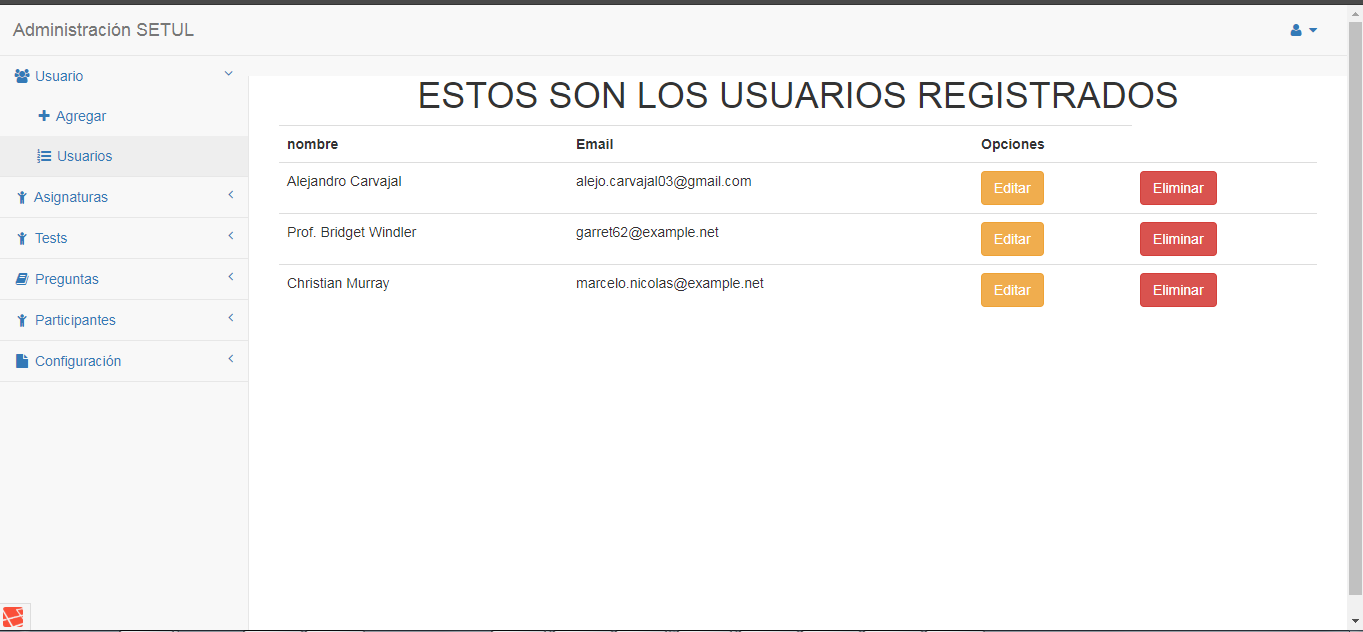 Administración SETUL
Usuario
Agregar
Usuarios
Asignaturas
Tests
Preguntas
Participantes
Configuración
ESTOS SON LOS USUARIOS REGISTRADOS
nombre Email Opciones
Alejandro Carvajal alejo.carvajal03@gmail.com Editar Eliminar
Prof. Bridget Windler garret62@example.net Editar Eliminar
Christian Murray marcelo.nicolas@example.net Editar Eliminar